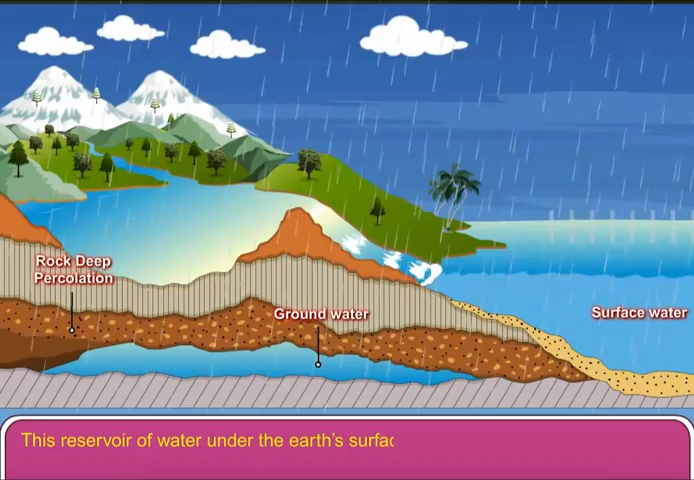 Rock Deep
Percolation
Ground water
Surface water
This reservoir of water under the earth's surfac